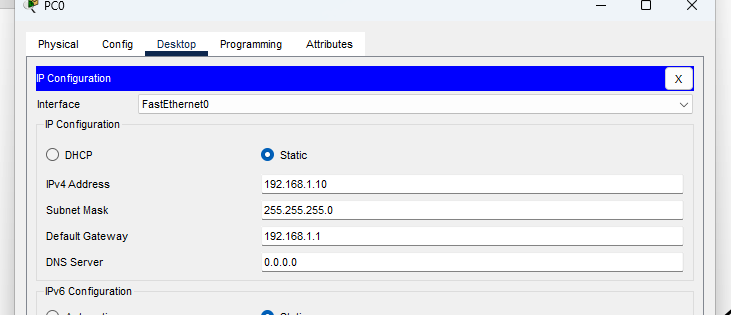 PC0
Physical Config Desktop Programming Attributes
IP Configuration X
Interface FastEthernet0
IP Configuration
DHCP Static
IPv4 Address 192.168.1.10
Subnet Mask 255.255.255.0
Default Gateway 192.168.1.1
DNS Server 0.0.0.0
IPv6 Configuration